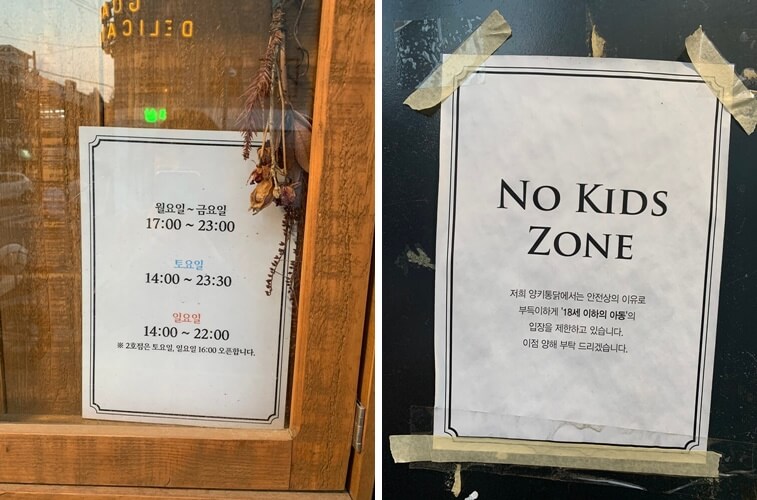 월요일 ~ 금요일
17:00 ~ 23:00
토요일
14:00 ~ 23:30
일요일
14:00 ~ 22:00
※ 2호점은 토요일, 일요일 16:00 오픈합니다.
NO KIDS
ZONE
저희 양키통닭에서는 안전상의 이유로
부득이하게 '18세 이하의 아동'의
입장을 제한하고 있습니다.
이점 양해 부탁 드리겠습니다.